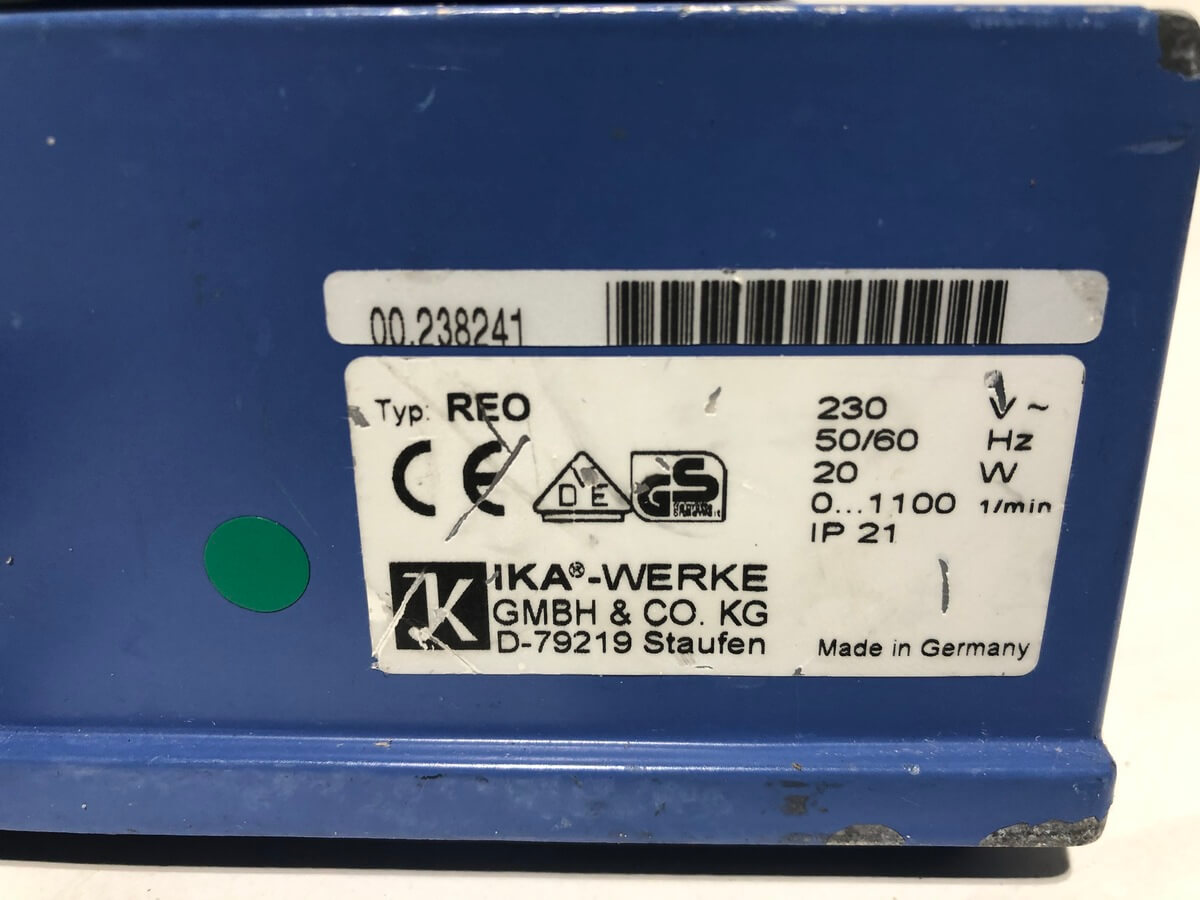 00.238241
Typ: REO
230 V ~
50/60 Hz
20 W
0...1100 1/min
IP 21
CE
DE
GS
IK
IKA®-WERKE
GMBH & CO. KG
D-79219 Staufen
Made in Germany